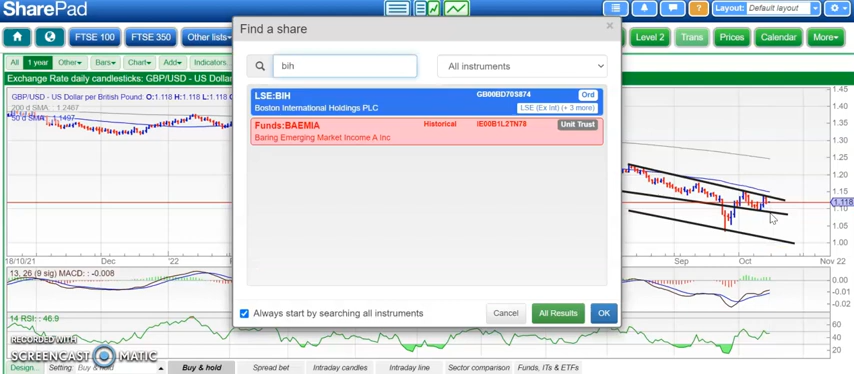 SharePad
Layout: Default layout
FTSE 100
FTSE 350
Other lists
Level 2
Trans
Prices
Calendar
More
All
1 year
Other
Bars
Chart
Add
Indicators
Exchange Rate daily candlesticks: GBP/USD - US Dollar
GBP/USD - US Dollar per British Pound: O:1.118 H:1.118 L:1.118
200 d SMA: 1.2467
50 d SMA: 1.1497
Find a share
×
bih
All instruments
LSE:BIH
GB00BD70S874
Ord
Boston International Holdings PLC
LSE (Ex Int) (+ 3 more)
Funds:BAEMIA
Historical
IE00B1L2TN78
Unit Trust
Baring Emerging Market Income A Inc
Always start by searching all instruments
Cancel
All Results
OK
1.45
1.40
1.35
1.30
1.25
1.20
1.15
1.118
1.10
1.05
1.00
18/10/21
Dec
'22
Sep
Oct
Nov 22
13, 26 (9 sig) MACD: -0.008
0.00
-0.01
-0.02
14 RSI: 46.9
60
40
20
RECORDED WITH
SCREENCAST MATIC
Design...
Setting: Buy & hold
Buy & hold
Spread bet
Intraday candles
Intraday line
Sector comparison
Funds, ITs & ETFs